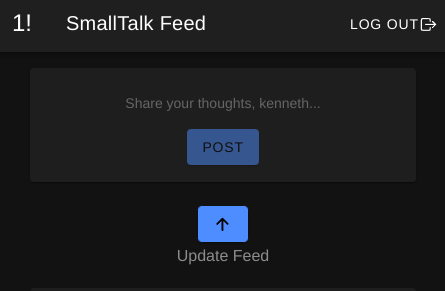 1! SmallTalk Feed LOG OUT
Share your thoughts, kenneth...
POST
Update Feed